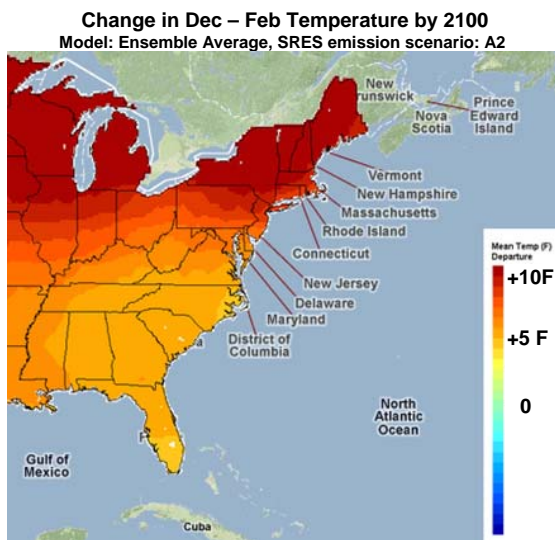 Change in Dec – Feb Temperature by 2100
Model: Ensemble Average, SRES emission scenario: A2
New
runswick
Prince
Edward
Island
Nova
Scotia
Vermont
New Hampshire
Massachusetts
Rhode Island
Connecticut
New Jersey
Delaware
Maryland
District of
Columbia
Mean Temp (F)
Departure
+10F
+5 F
0
North
Atlantic
Ocean
Gulf of
Mexico
Cuba